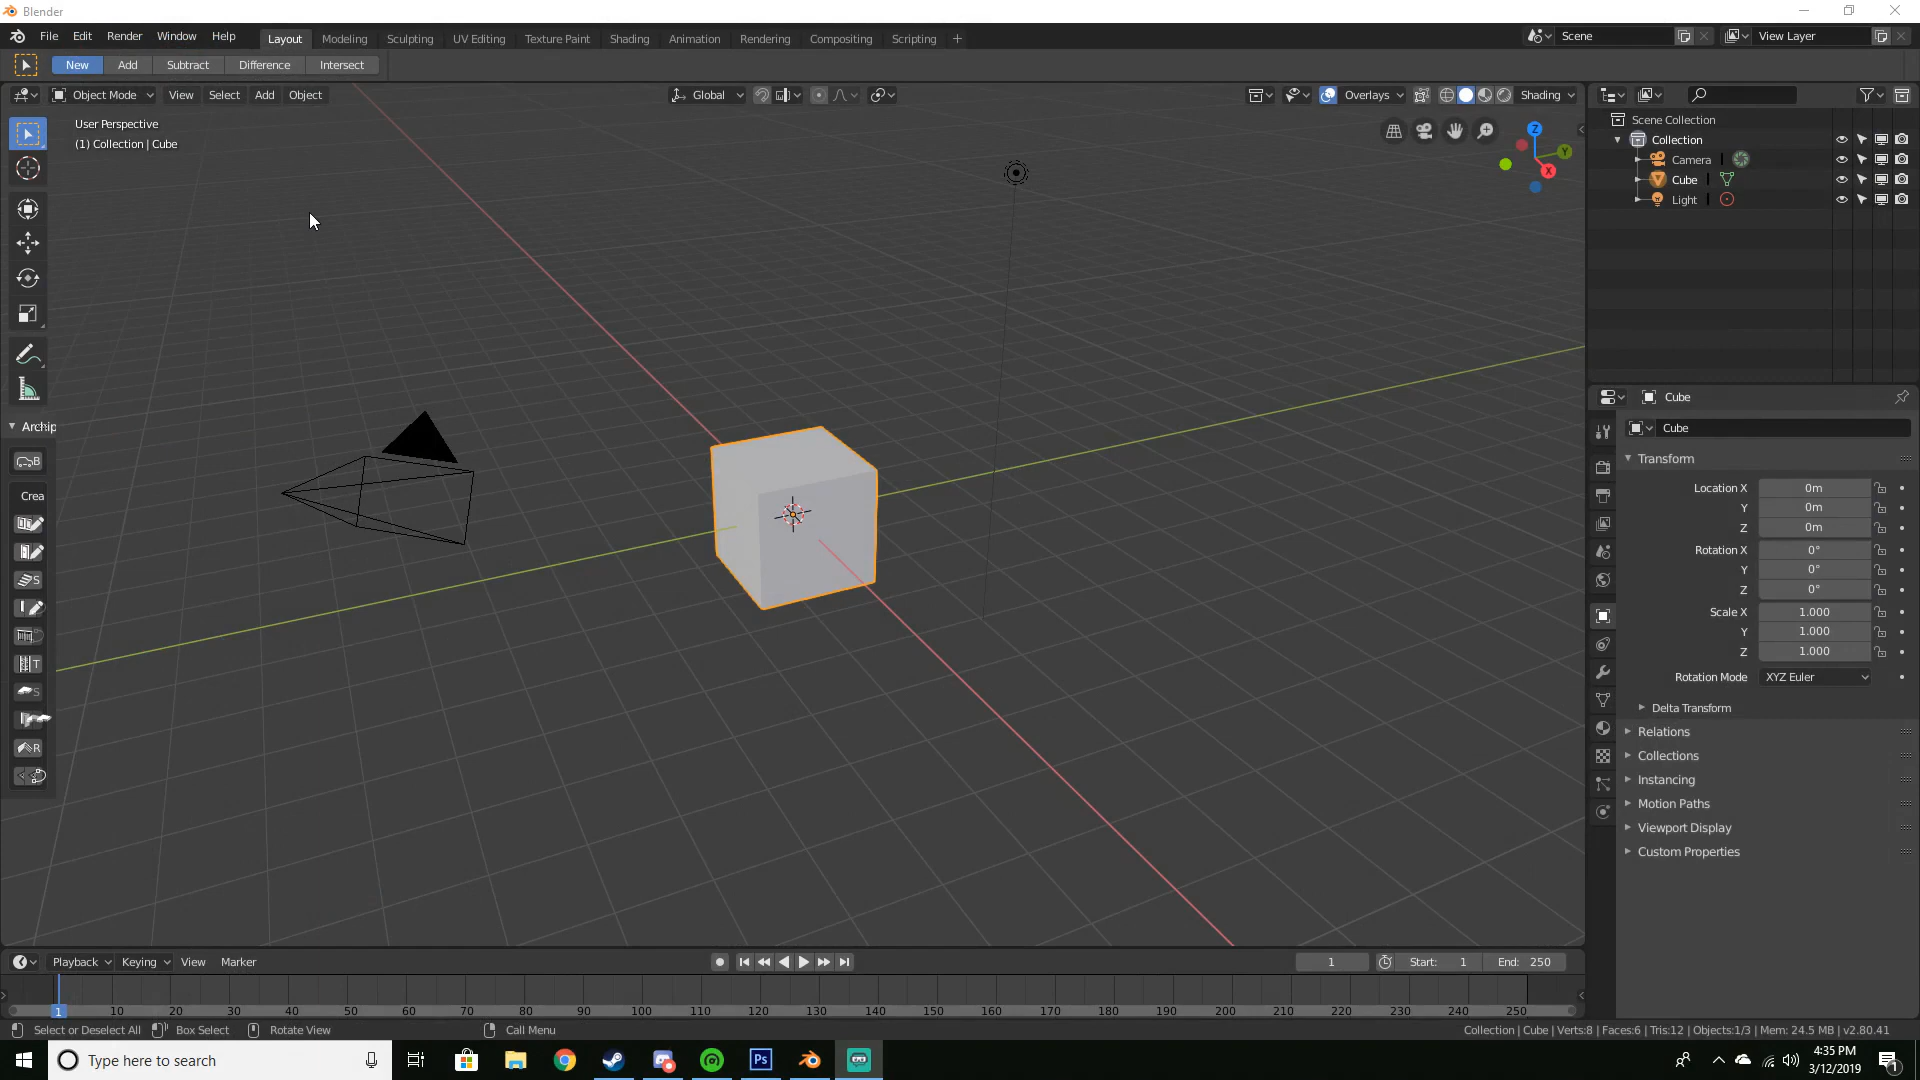 Blender
File Edit Render Window Help Layout Modeling Sculpting UV Editing Texture Paint Shading Animation Rendering Compositing Scripting + Scene View Layer
New Add Subtract Difference Intersect
Object Mode View Select Add Object Global Overlays Shading
User Perspective
(1) Collection | Cube
Z
Y
X
Scene Collection
Collection
Camera
Cube
Light
Archip
B
Crea
S
T
S
R
Cube
Cube
Transform
Location X 0m
Y 0m
Z 0m
Rotation X 0°
Y 0°
Z 0°
Scale X 1.000
Y 1.000
Z 1.000
Rotation Mode XYZ Euler
Delta Transform
Relations
Collections
Instancing
Motion Paths
Viewport Display
Custom Properties
Playback Keying View Marker 1 Start: 1 End: 250
1 10 20 30 40 50 60 70 80 90 100 110 120 130 140 150 160 170 180 190 200 210 220 230 240 250
Select or Deselect All Box Select Rotate View Call Menu Collection | Cube | Verts:8 | Faces:6 | Tris:12 | Objects:1/3 | Mem: 24.5 MB | v2.80.41
Type here to search Ps 4:35 PM
3/12/2019 1